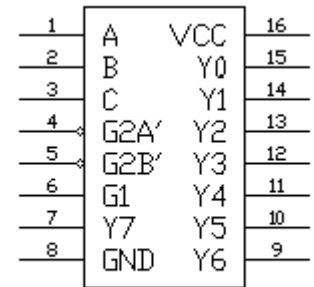 1 A VCC 16
2 B Y0 15
3 C Y1 14
4 G2A' Y2 13
5 G2B' Y3 12
6 G1 Y4 11
7 Y7 Y5 10
8 GND Y6 9